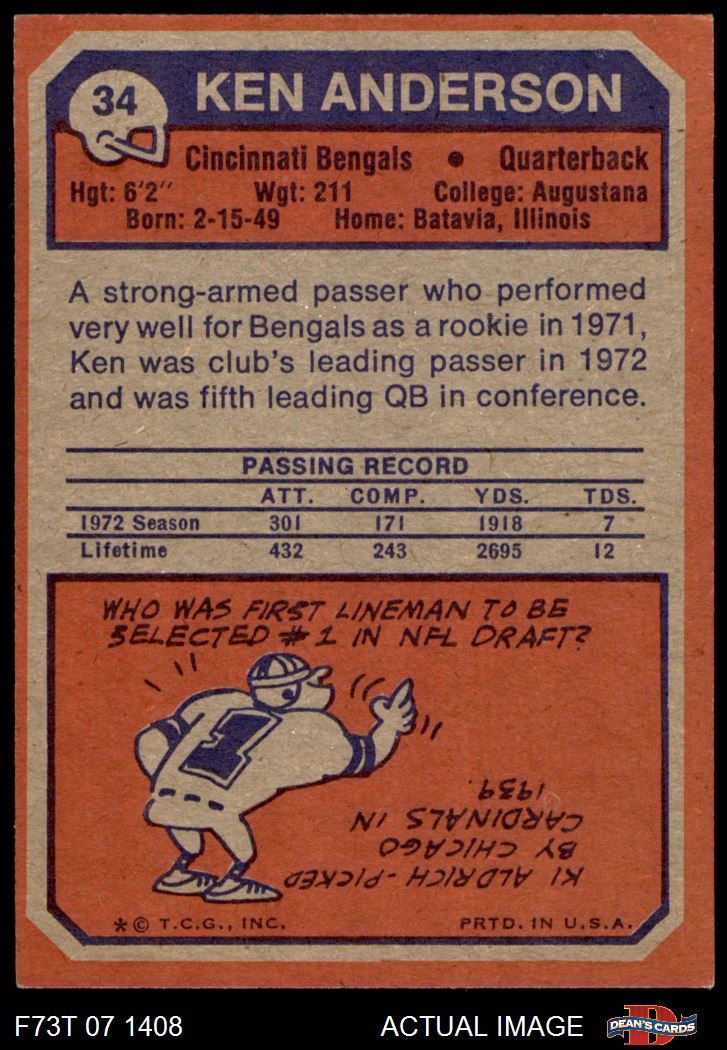 34
KEN ANDERSON
Cincinnati Bengals • Quarterback
Hgt: 6'2" Wgt: 211 College: Augustana
Born: 2-15-49 Home: Batavia, Illinois
A strong-armed passer who performed
very well for Bengals as a rookie in 1971,
Ken was club's leading passer in 1972
and was fifth leading QB in conference.
PASSING RECORD
ATT. COMP. YDS. TDS.
1972 Season 301 171 1918 7
Lifetime 432 243 2695 12
WHO WAS FIRST LINEMAN TO BE
SELECTED #1 IN NFL DRAFT?
1
KI ALDRICH - PICKED
BY CHICAGO
CARDINALS IN
1939.
*© T.C.G., INC. PRTD. IN U.S.A.
F73T 07 1408 ACTUAL IMAGE DEAN'S CARDS